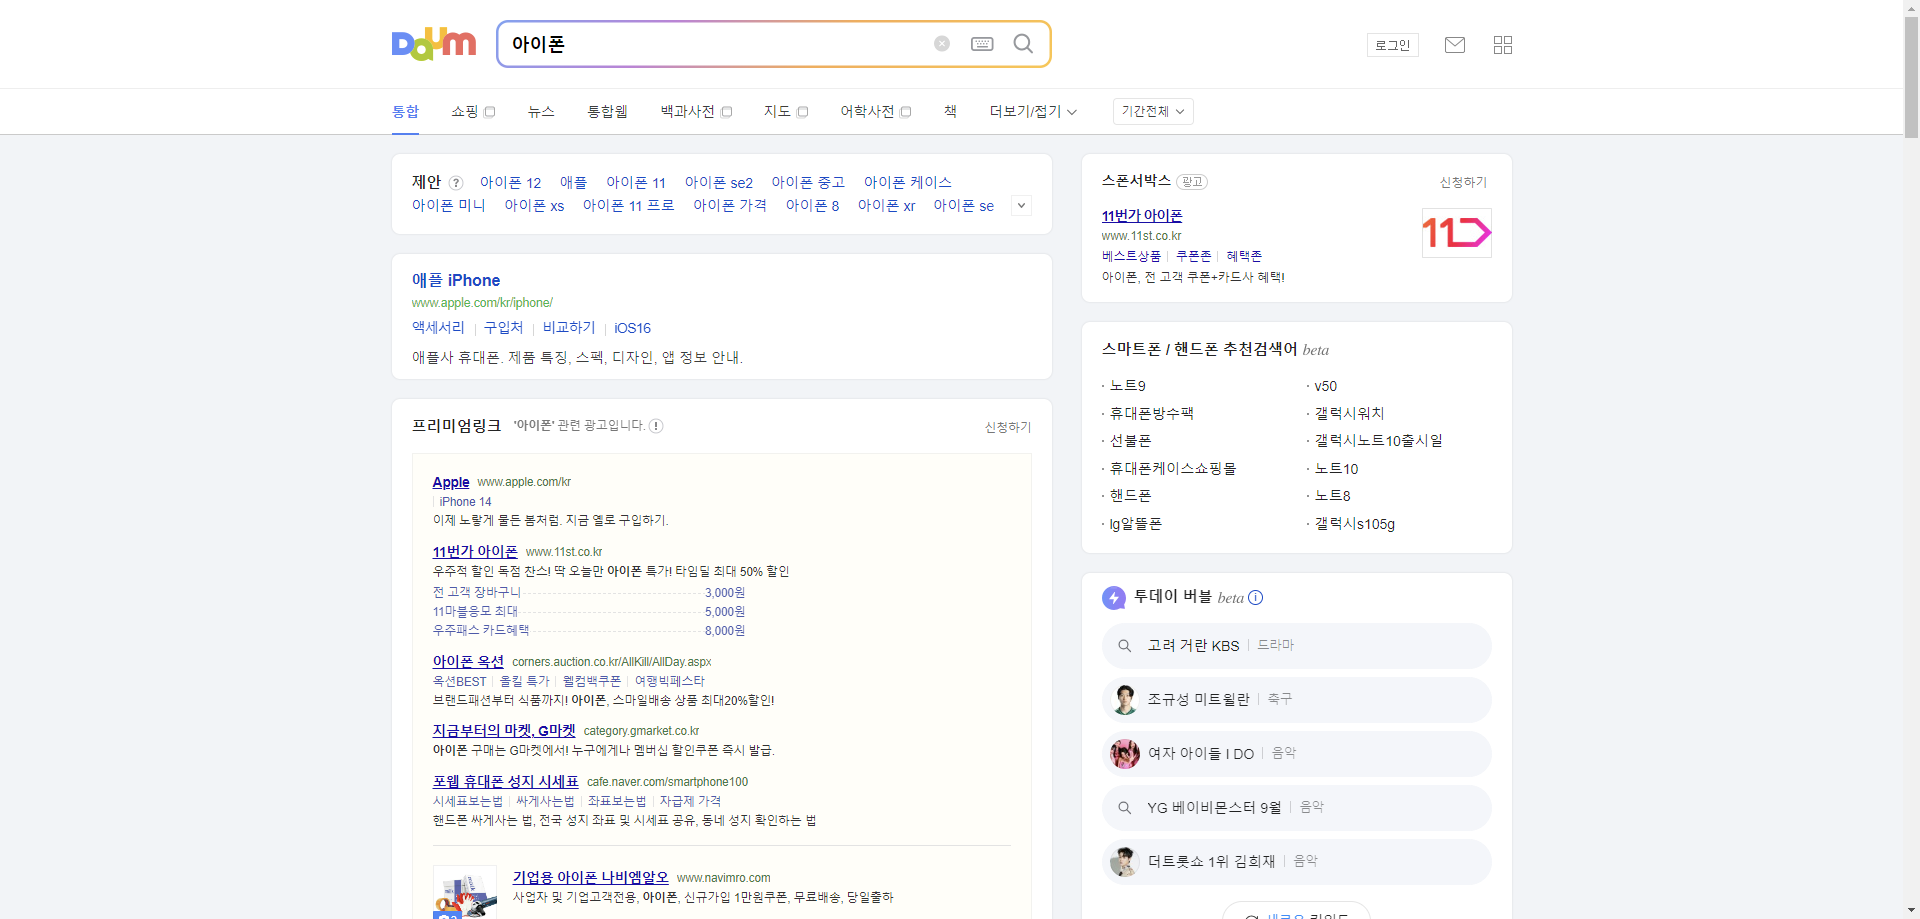 Daum
아이폰
로그인
통합 쇼핑 뉴스 통합웹 백과사전 지도 어학사전 책 더보기/접기 기간전체
제안 ? 아이폰 12 애플 아이폰 11 아이폰 se2 아이폰 중고 아이폰 케이스
아이폰 미니 아이폰 xs 아이폰 11 프로 아이폰 가격 아이폰 8 아이폰 xr 아이폰 se
애플 iPhone
www.apple.com/kr/iphone/
액세서리 구입처 비교하기 iOS16
애플사 휴대폰. 제품 특징, 스펙, 디자인, 앱 정보 안내.
프리미엄링크 '아이폰' 관련 광고입니다. ! 신청하기
Apple www.apple.com/kr
iPhone 14
이제 노랗게 물든 봄처럼. 지금 옐로 구입하기.
11번가 아이폰 www.11st.co.kr
우주적 할인 독점 찬스! 딱 오늘만 아이폰 특가! 타임딜 최대 50% 할인
전 고객 장바구니 3,000원
11마블응모 최대 5,000원
우주패스 카드혜택 8,000원
아이폰 옥션 corners.auction.co.kr/AllKill/AllDay.aspx
옥션BEST 올킬 특가 웰컴백쿠폰 여행빅페스타
브랜드패션부터 식품까지! 아이폰, 스마일배송 상품 최대20%할인!
지금부터의 마켓, G마켓 category.gmarket.co.kr
아이폰 구매는 G마켓에서! 누구에게나 멤버십 할인쿠폰 즉시 발급.
포웹 휴대폰 성지 시세표 cafe.naver.com/smartphone100
시세표보는법 싸게사는법 좌표보는법 자급제 가격
핸드폰 싸게사는 법, 전국 성지 좌표 및 시세표 공유, 동네 성지 확인하는 법
기업용 아이폰 나비엠알오 www.navimro.com
사업자 및 기업고객전용, 아이폰, 신규가입 1만원쿠폰, 무료배송, 당일출하
스폰서박스 광고 신청하기
11번가 아이폰
www.11st.co.kr
베스트상품 쿠폰존 혜택존
아이폰, 전 고객 쿠폰+카드사 혜택!
스마트폰 / 핸드폰 추천검색어 beta
· 노트9 · v50
· 휴대폰방수팩 · 갤럭시워치
· 선불폰 · 갤럭시노트10출시일
· 휴대폰케이스쇼핑몰 · 노트10
· 핸드폰 · 노트8
· lg알뜰폰 · 갤럭시s105g
투데이 버블 beta i
고려 거란 KBS 드라마
조규성 미트윌란 축구
여자 아이들 I DO 음악
YG 베이비몬스터 9월 음악
더트롯쇼 1위 김희재 음악